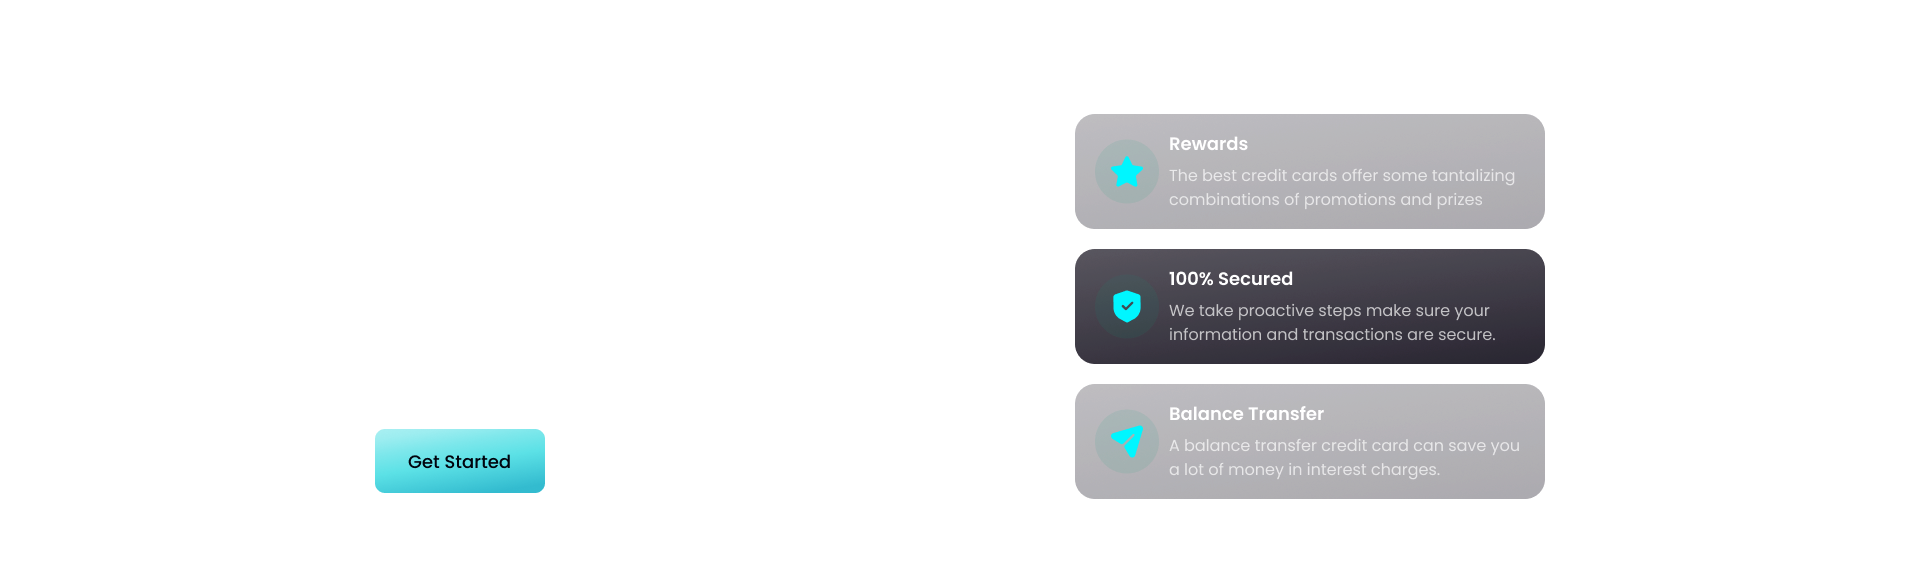 Get Started
Rewards
The best credit cards offer some tantalizing
combinations of promotions and prizes
100% Secured
We take proactive steps make sure your
information and transactions are secure.
Balance Transfer
A balance transfer credit card can save you
a lot of money in interest charges.